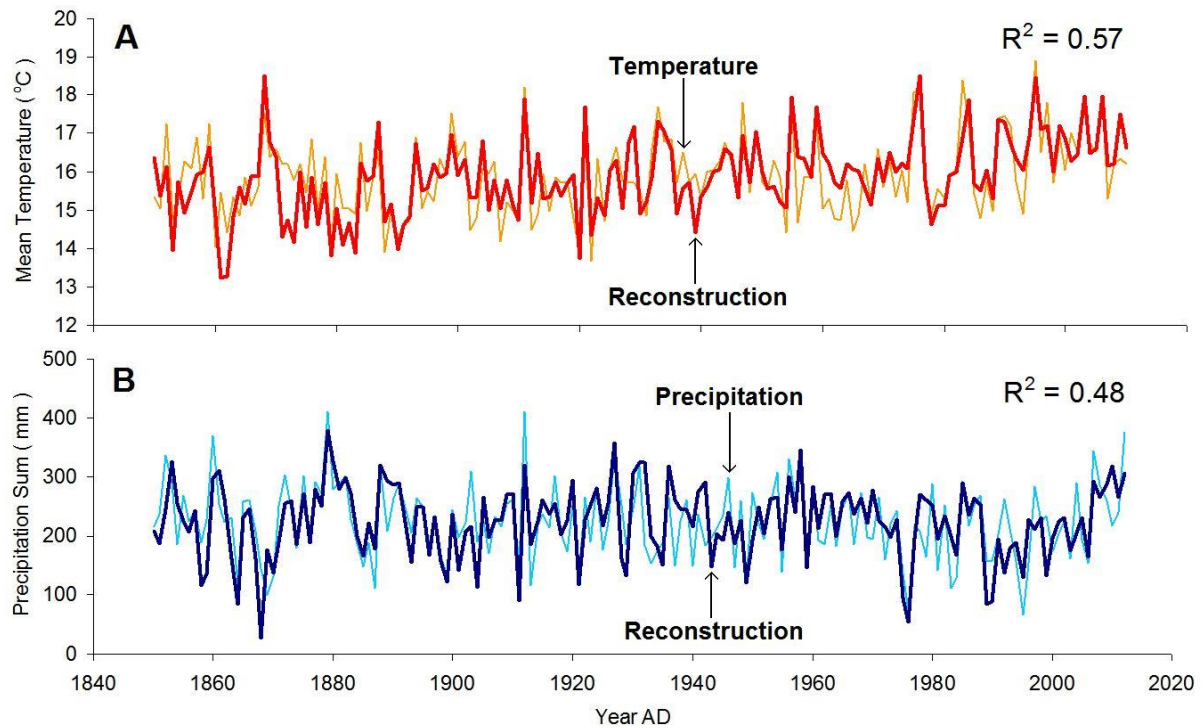 A
R² = 0.57
Temperature
Reconstruction
Mean Temperature ( °C )
20
19
18
17
16
15
14
13
12
B
R² = 0.48
Precipitation
Reconstruction
Precipitation Sum ( mm )
500
400
300
200
100
0
1840 1860 1880 1900 1920 1940 1960 1980 2000 2020
Year AD